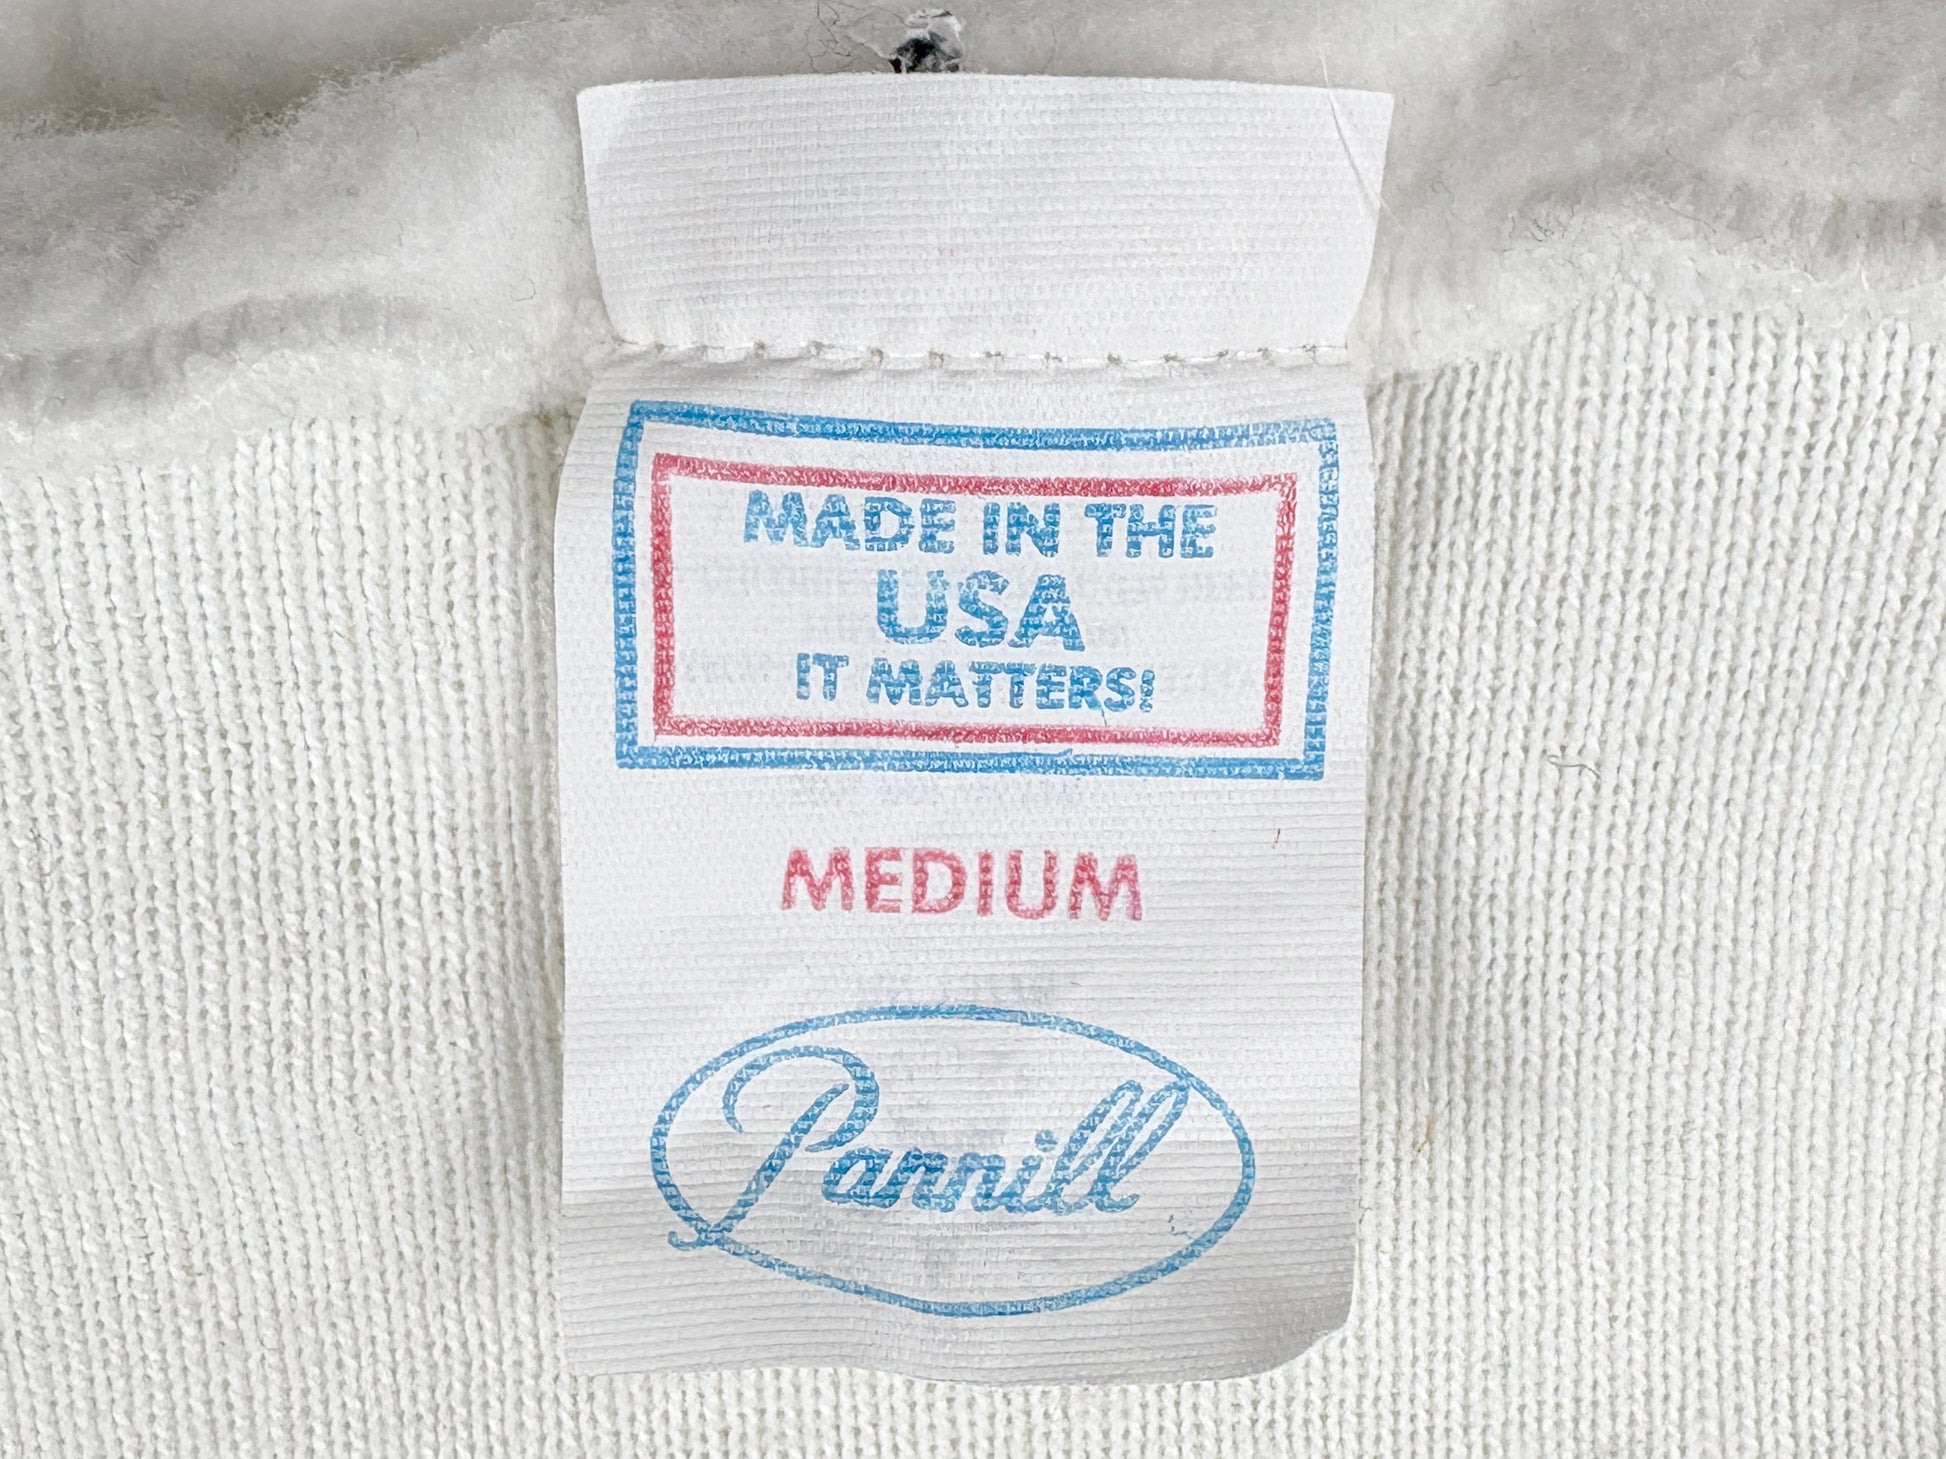 MADE IN THE
USA
IT MATTERS!
MEDIUM
Pannill